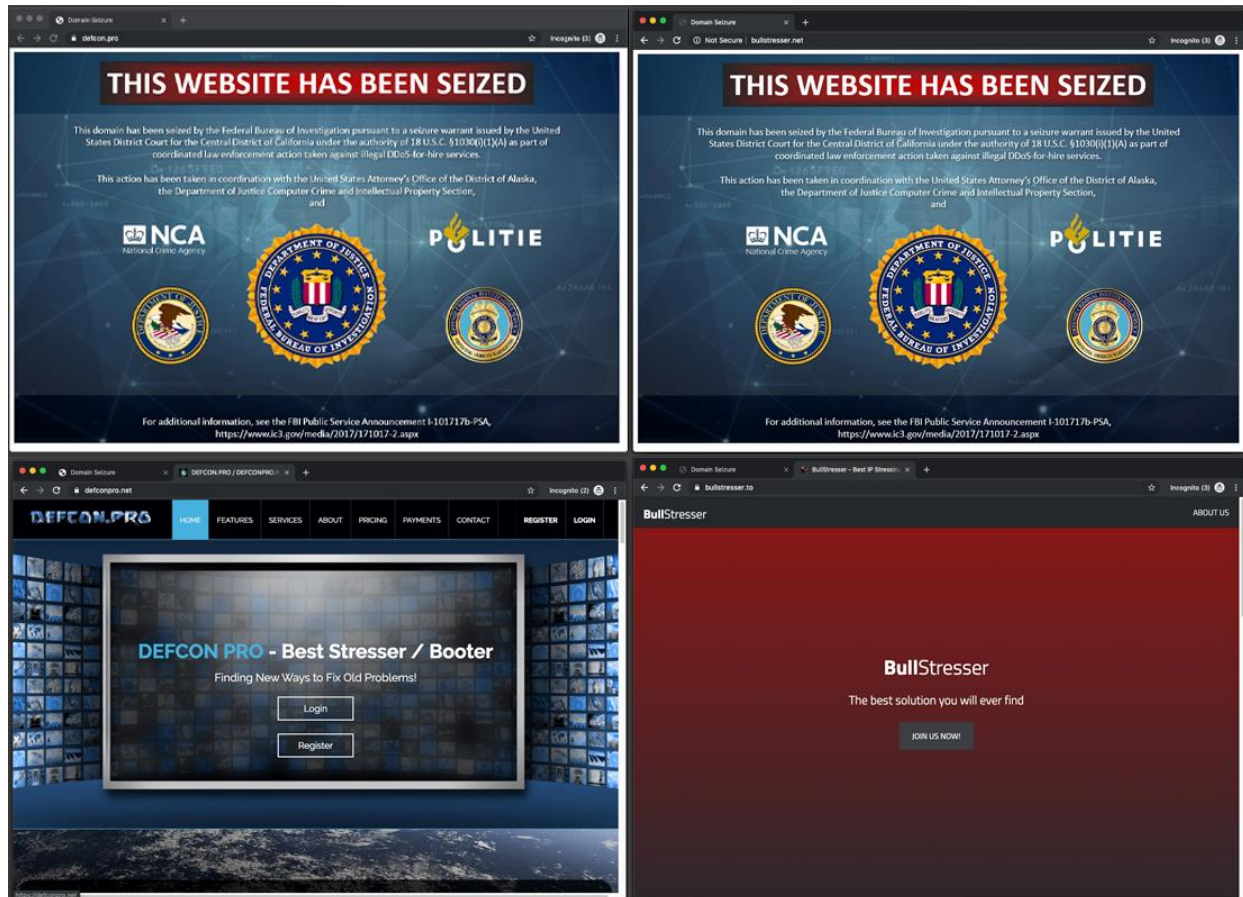 Domain Seizure
defcon.pro
Incognito (3)
THIS WEBSITE HAS BEEN SEIZED
This domain has been seized by the Federal Bureau of Investigation pursuant to a seizure warrant issued by the United
States District Court for the Central District of California under the authority of 18 U.S.C. §1030(i)(1)(A) as part of
coordinated law enforcement action taken against illegal DDoS-for-hire services.
This action has been taken in coordination with the United States Attorney's Office of the District of Alaska,
the Department of Justice Computer Crime and Intellectual Property Section,
and
NCA
National Crime Agency
POLITIE
DEPARTMENT OF JUSTICE
FEDERAL BUREAU OF INVESTIGATION
For additional information, see the FBI Public Service Announcement I-101717b-PSA,
https://www.ic3.gov/media/2017/171017-2.aspx
Domain Seizure
Not Secure | bullstresser.net
Incognito (3)
THIS WEBSITE HAS BEEN SEIZED
This domain has been seized by the Federal Bureau of Investigation pursuant to a seizure warrant issued by the United
States District Court for the Central District of California under the authority of 18 U.S.C. §1030(i)(1)(A) as part of
coordinated law enforcement action taken against illegal DDoS-for-hire services.
This action has been taken in coordination with the United States Attorney's Office of the District of Alaska,
the Department of Justice Computer Crime and Intellectual Property Section,
and
NCA
National Crime Agency
POLITIE
DEPARTMENT OF JUSTICE
FEDERAL BUREAU OF INVESTIGATION
For additional information, see the FBI Public Service Announcement I-101717b-PSA,
https://www.ic3.gov/media/2017/171017-2.aspx
Domain Seizure
DEFCON.PRO / DEFCONPRO.
defconpro.net
Incognito (2)
DEFCON.PRO
HOME FEATURES SERVICES ABOUT PRICING PAYMENTS CONTACT REGISTER LOGIN
DEFCON PRO - Best Stresser / Booter
Finding New Ways to Fix Old Problems!
Login
Register
https://defconpro.net
Domain Seizure
BullStresser - Best IP Stressing
bullstresser.to
Incognito (3)
BullStresser
ABOUT US
BullStresser
The best solution you will ever find
JOIN US NOW!